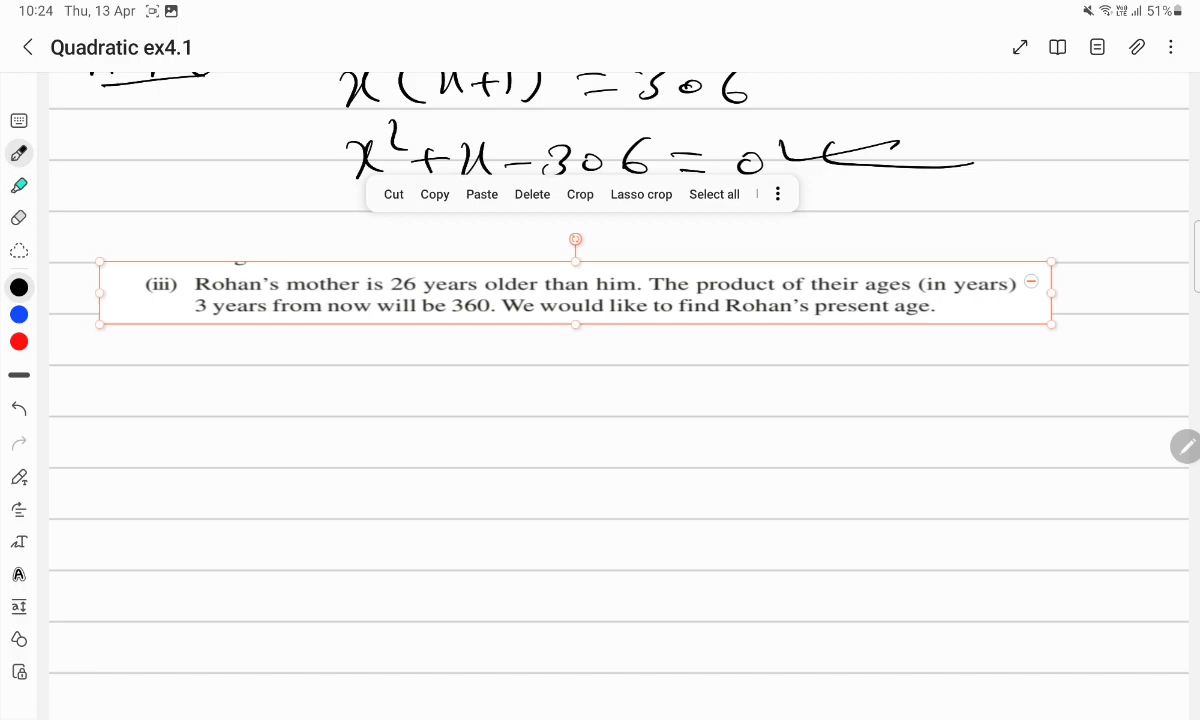 10:24 Thu, 13 Apr 51%
Quadratic ex4.1
x(x+1) = 306
x²+x-306=0
Cut Copy Paste Delete Crop Lasso crop Select all
(iii) Rohan's mother is 26 years older than him. The product of their ages (in years)
3 years from now will be 360. We would like to find Rohan's present age.